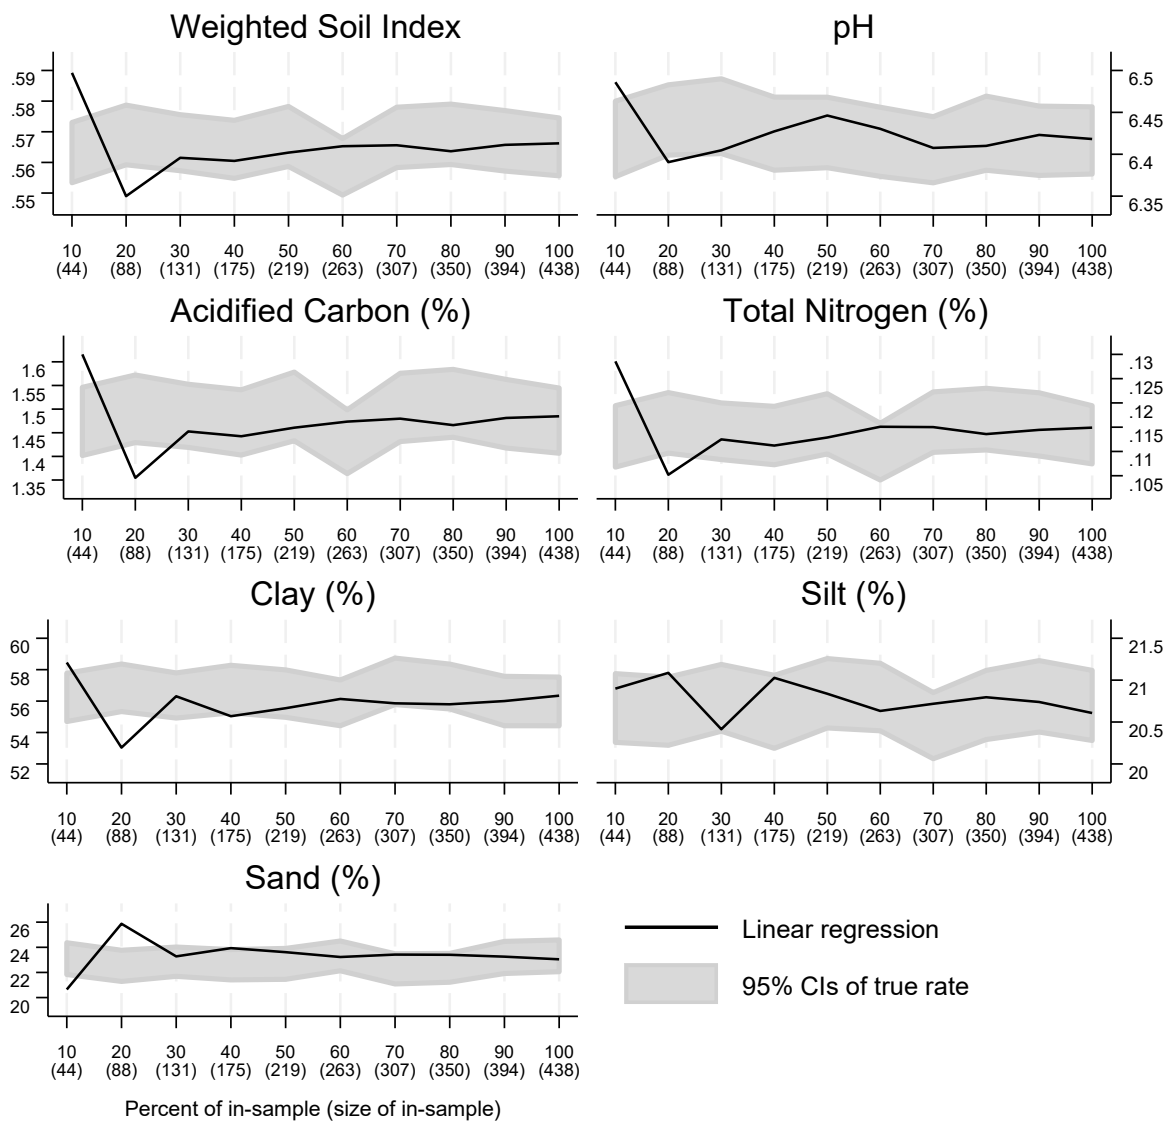 Weighted Soil Index
.59
.58
.57
.56
.55
10 20 30 40 50 60 70 80 90 100
(44) (88) (131) (175) (219) (263) (307) (350) (394) (438)
pH
6.5
6.45
6.4
6.35
10 20 30 40 50 60 70 80 90 100
(44) (88) (131) (175) (219) (263) (307) (350) (394) (438)
Acidified Carbon (%)
1.6
1.55
1.5
1.45
1.4
1.35
10 20 30 40 50 60 70 80 90 100
(44) (88) (131) (175) (219) (263) (307) (350) (394) (438)
Total Nitrogen (%)
.13
.125
.12
.115
.11
.105
10 20 30 40 50 60 70 80 90 100
(44) (88) (131) (175) (219) (263) (307) (350) (394) (438)
Clay (%)
60
58
56
54
52
10 20 30 40 50 60 70 80 90 100
(44) (88) (131) (175) (219) (263) (307) (350) (394) (438)
Silt (%)
21.5
21
20.5
20
10 20 30 40 50 60 70 80 90 100
(44) (88) (131) (175) (219) (263) (307) (350) (394) (438)
Sand (%)
26
24
22
20
10 20 30 40 50 60 70 80 90 100
(44) (88) (131) (175) (219) (263) (307) (350) (394) (438)
Percent of in-sample (size of in-sample)
Linear regression
95% CIs of true rate